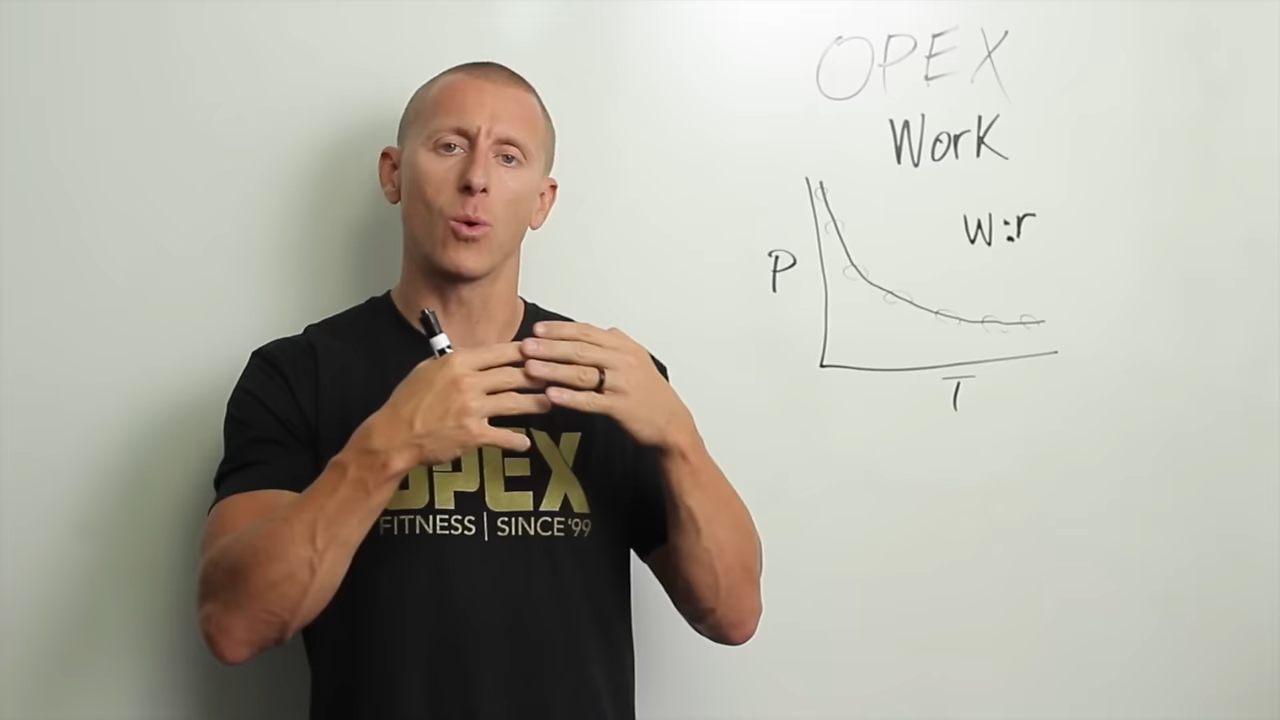 OPEX
Work
W:r
P
T
OPEX
FITNESS | SINCE '99